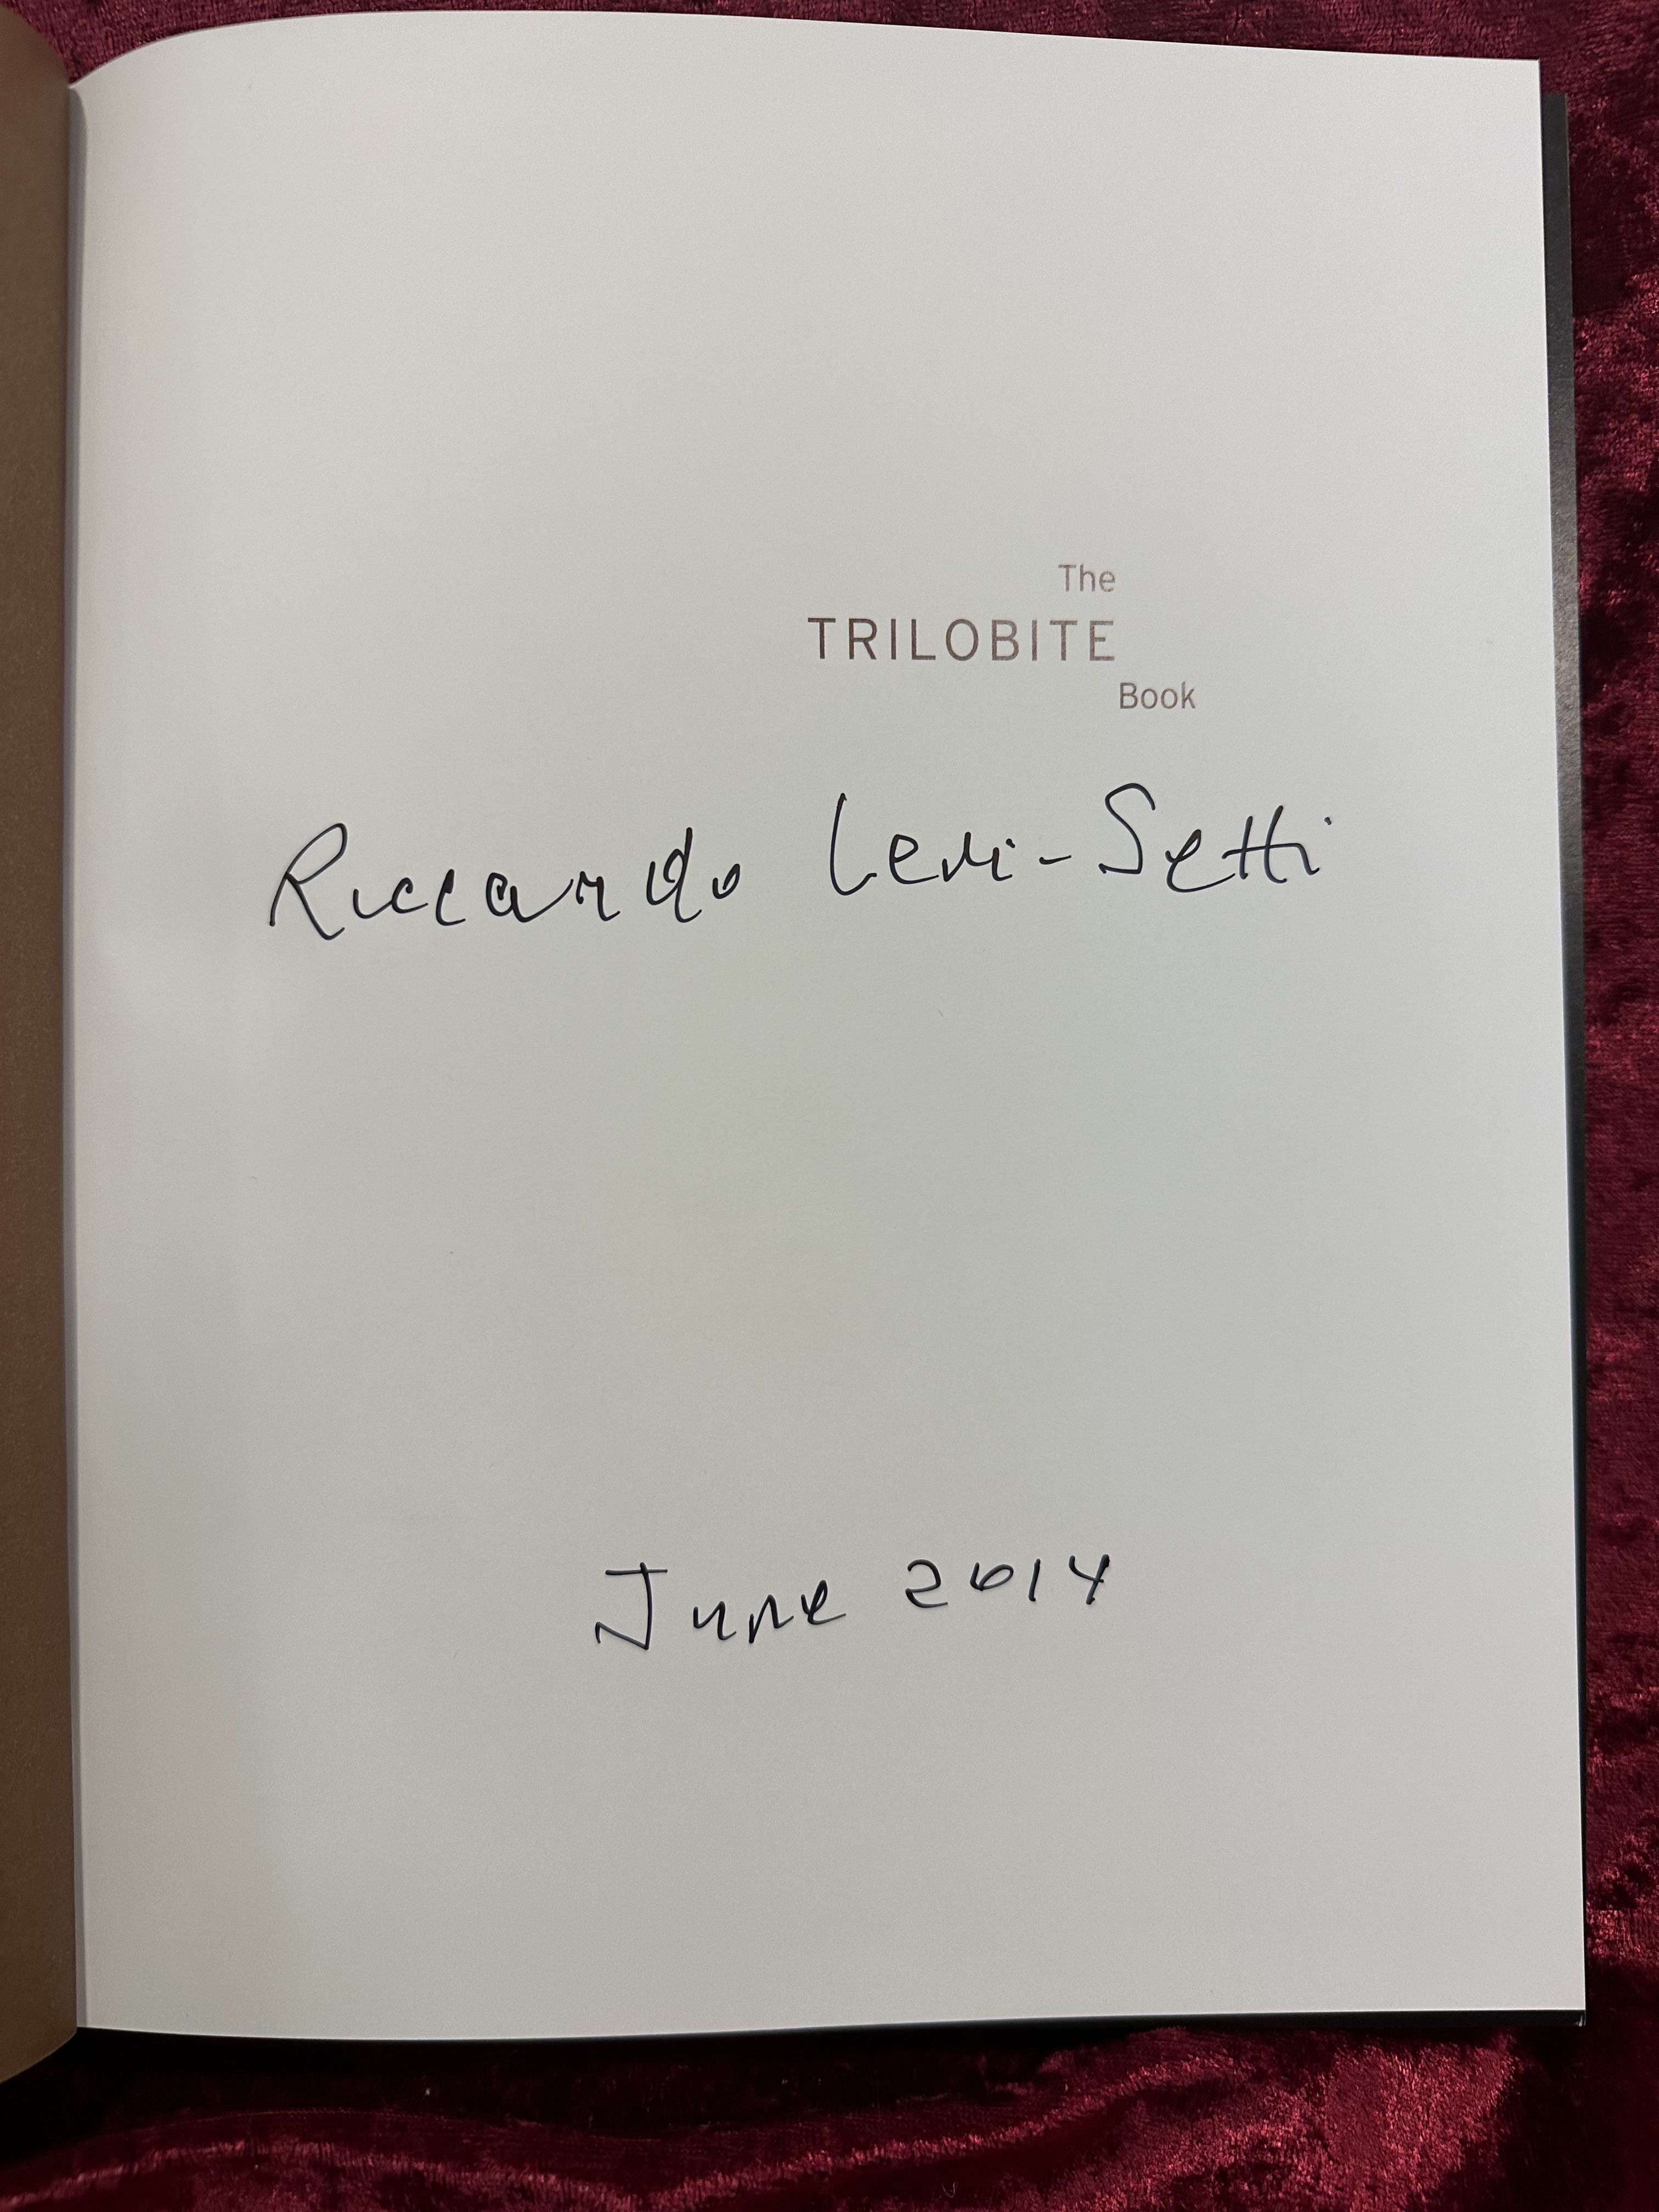 The
TRILOBITE
Book
Riccardo Levi-Setti
June 2014